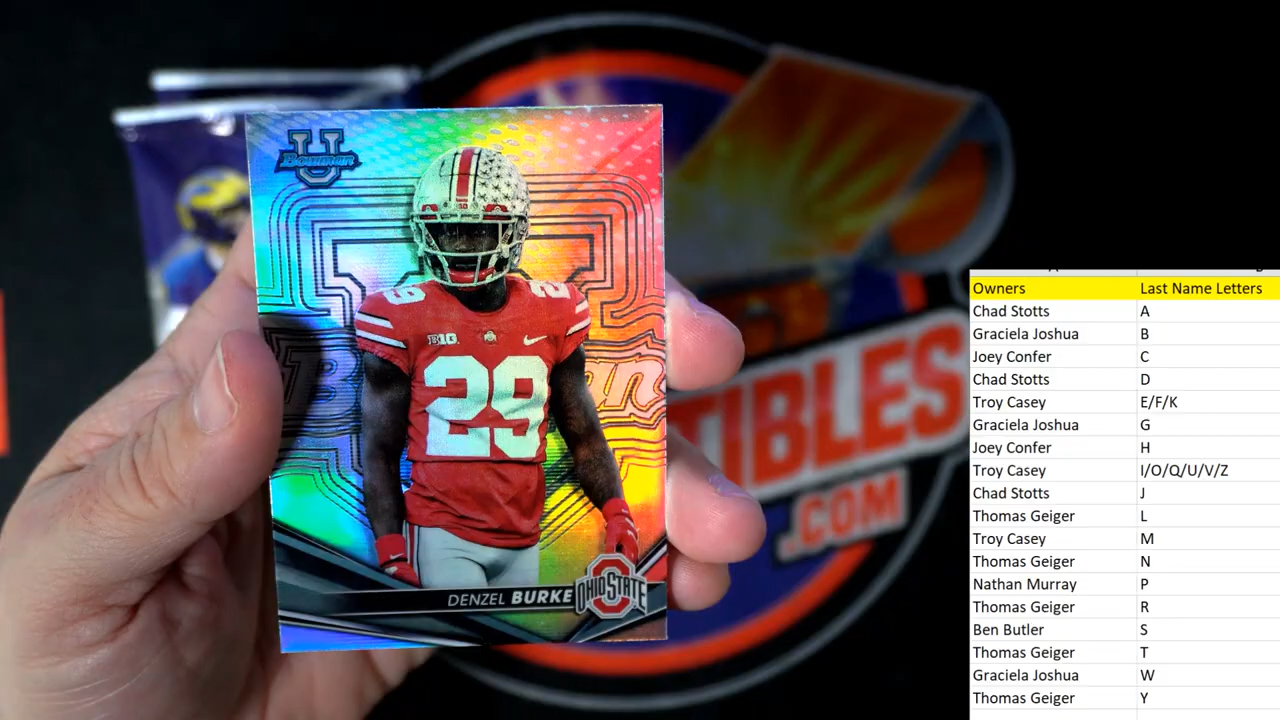 U
Bowman
29
29
B1G
29
DENZEL BURKE
OHIO STATE
TIBLES
.COM
Owners Last Name Letters
Chad Stotts A
Graciela Joshua B
Joey Confer C
Chad Stotts D
Troy Casey E/F/K
Graciela Joshua G
Joey Confer H
Troy Casey I/O/Q/U/V/Z
Chad Stotts J
Thomas Geiger L
Troy Casey M
Thomas Geiger N
Nathan Murray P
Thomas Geiger R
Ben Butler S
Thomas Geiger T
Graciela Joshua W
Thomas Geiger Y